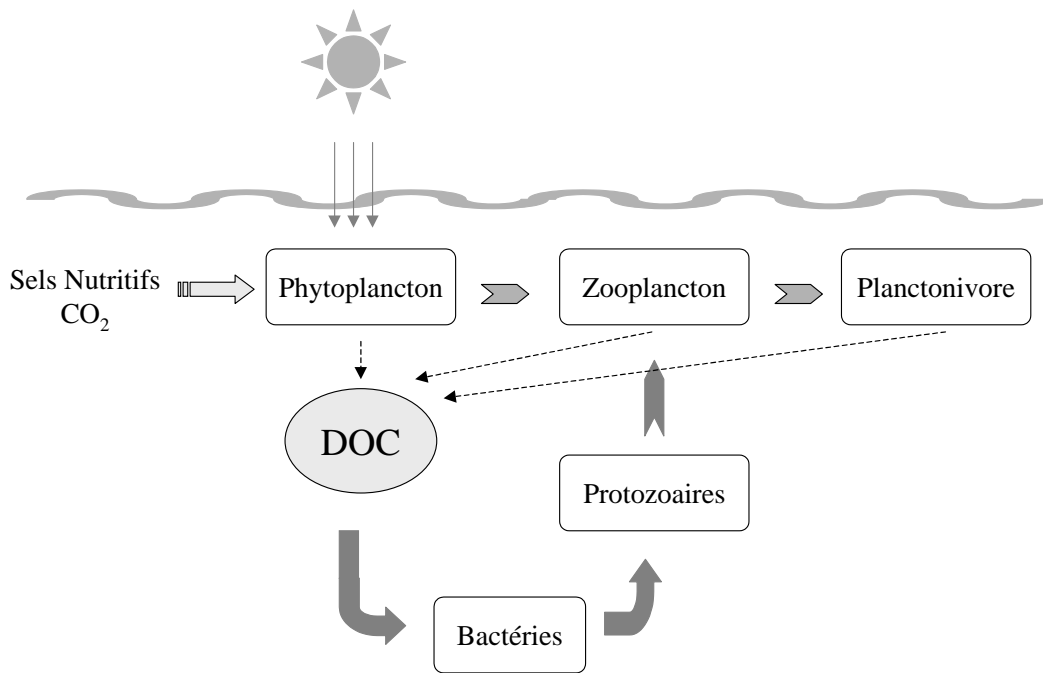 Sels Nutritifs
CO₂
Phytoplancton
Zooplancton
Planctonivore
DOC
Protozoaires
Bactéries